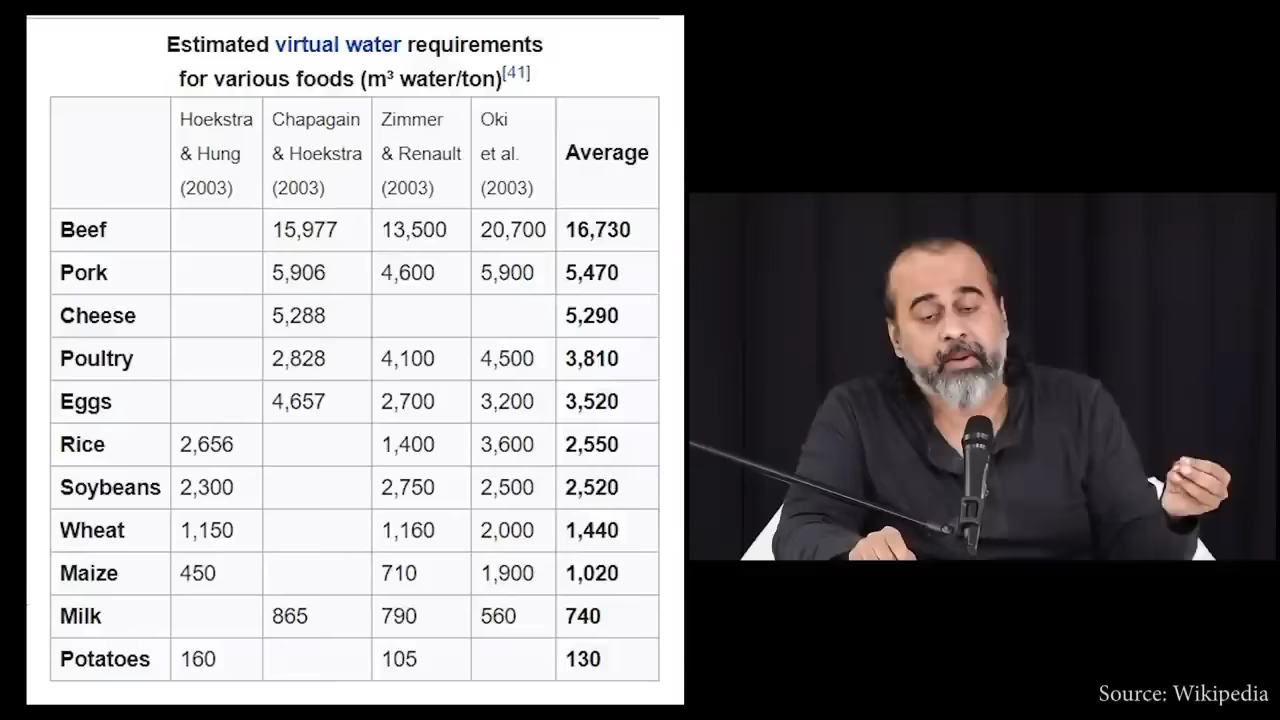 Estimated virtual water requirements
for various foods (m³ water/ton)[41]
Hoekstra & Hung (2003) Chapagain & Hoekstra (2003) Zimmer & Renault (2003) Oki et al. (2003) Average
Beef 15,977 13,500 20,700 16,730
Pork 5,906 4,600 5,900 5,470
Cheese 5,288 5,290
Poultry 2,828 4,100 4,500 3,810
Eggs 4,657 2,700 3,200 3,520
Rice 2,656 1,400 3,600 2,550
Soybeans 2,300 2,750 2,500 2,520
Wheat 1,150 1,160 2,000 1,440
Maize 450 710 1,900 1,020
Milk 865 790 560 740
Potatoes 160 105 130
Source: Wikipedia